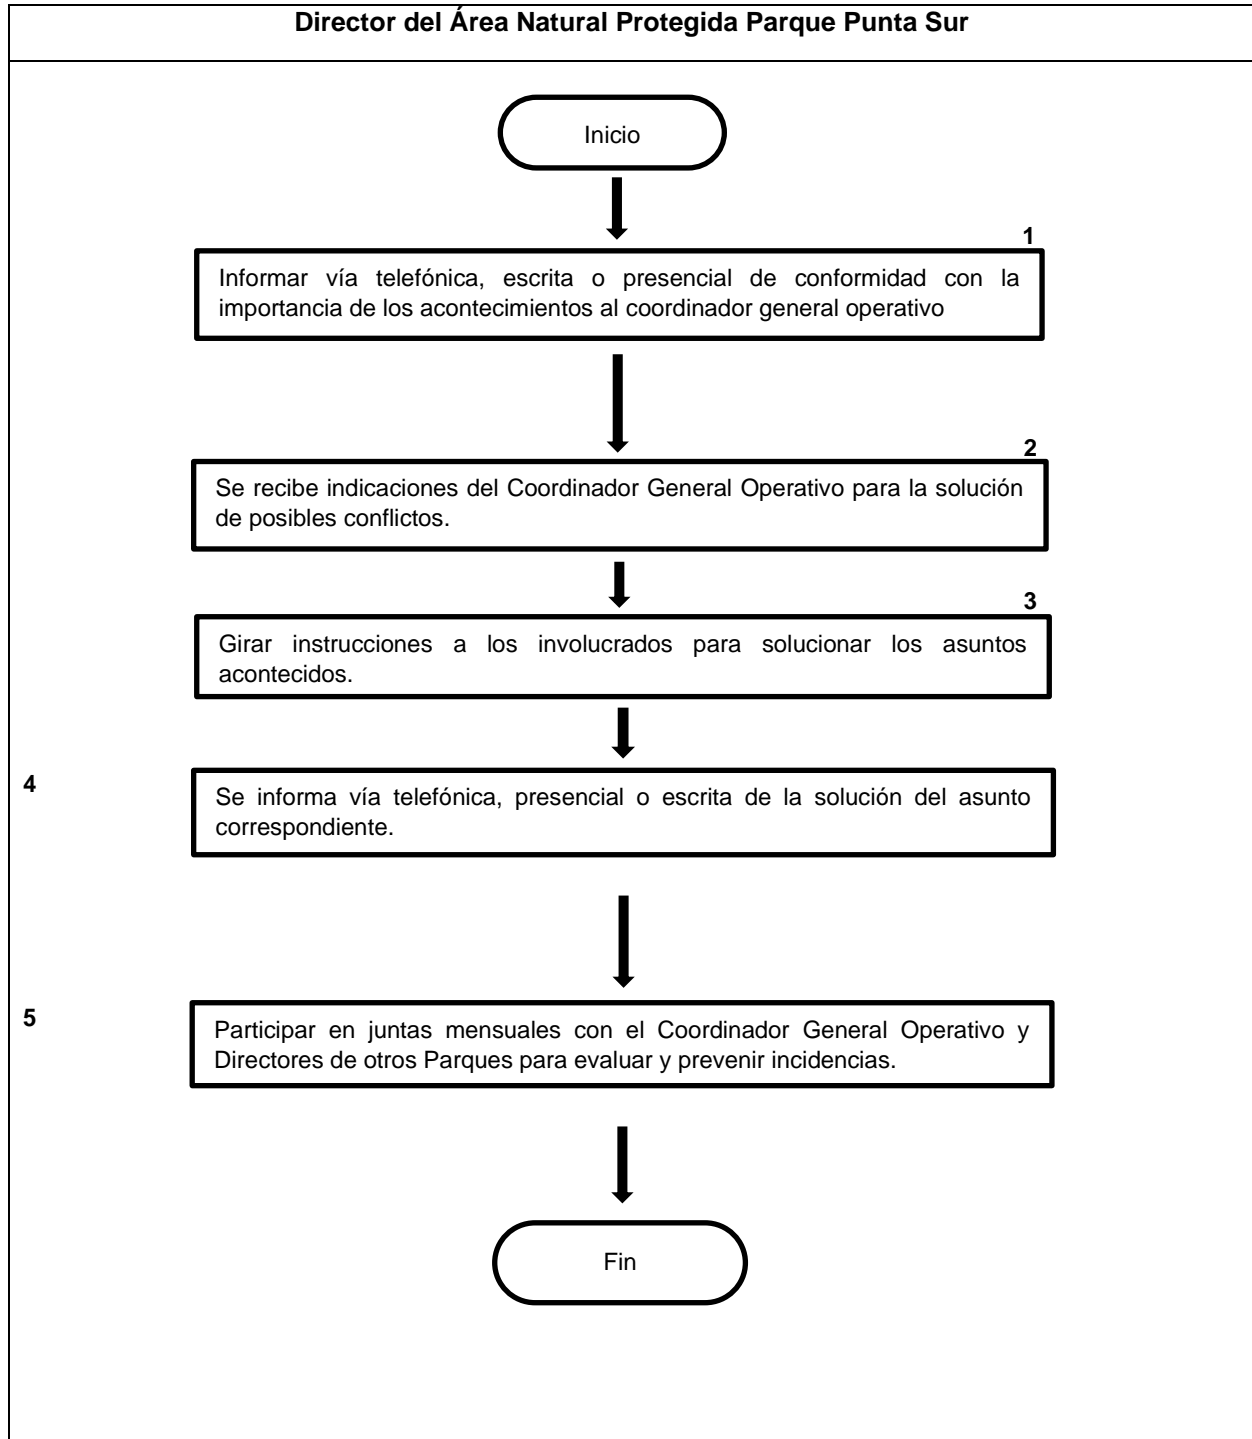 Director del Área Natural Protegida Parque Punta Sur
Inicio
1
Informar vía telefónica, escrita o presencial de conformidad con la
importancia de los acontecimientos al coordinador general operativo
2
Se recibe indicaciones del Coordinador General Operativo para la solución
de posibles conflictos.
3
Girar instrucciones a los involucrados para solucionar los asuntos
acontecidos.
4
Se informa vía telefónica, presencial o escrita de la solución del asunto
correspondiente.
5
Participar en juntas mensuales con el Coordinador General Operativo y
Directores de otros Parques para evaluar y prevenir incidencias.
Fin